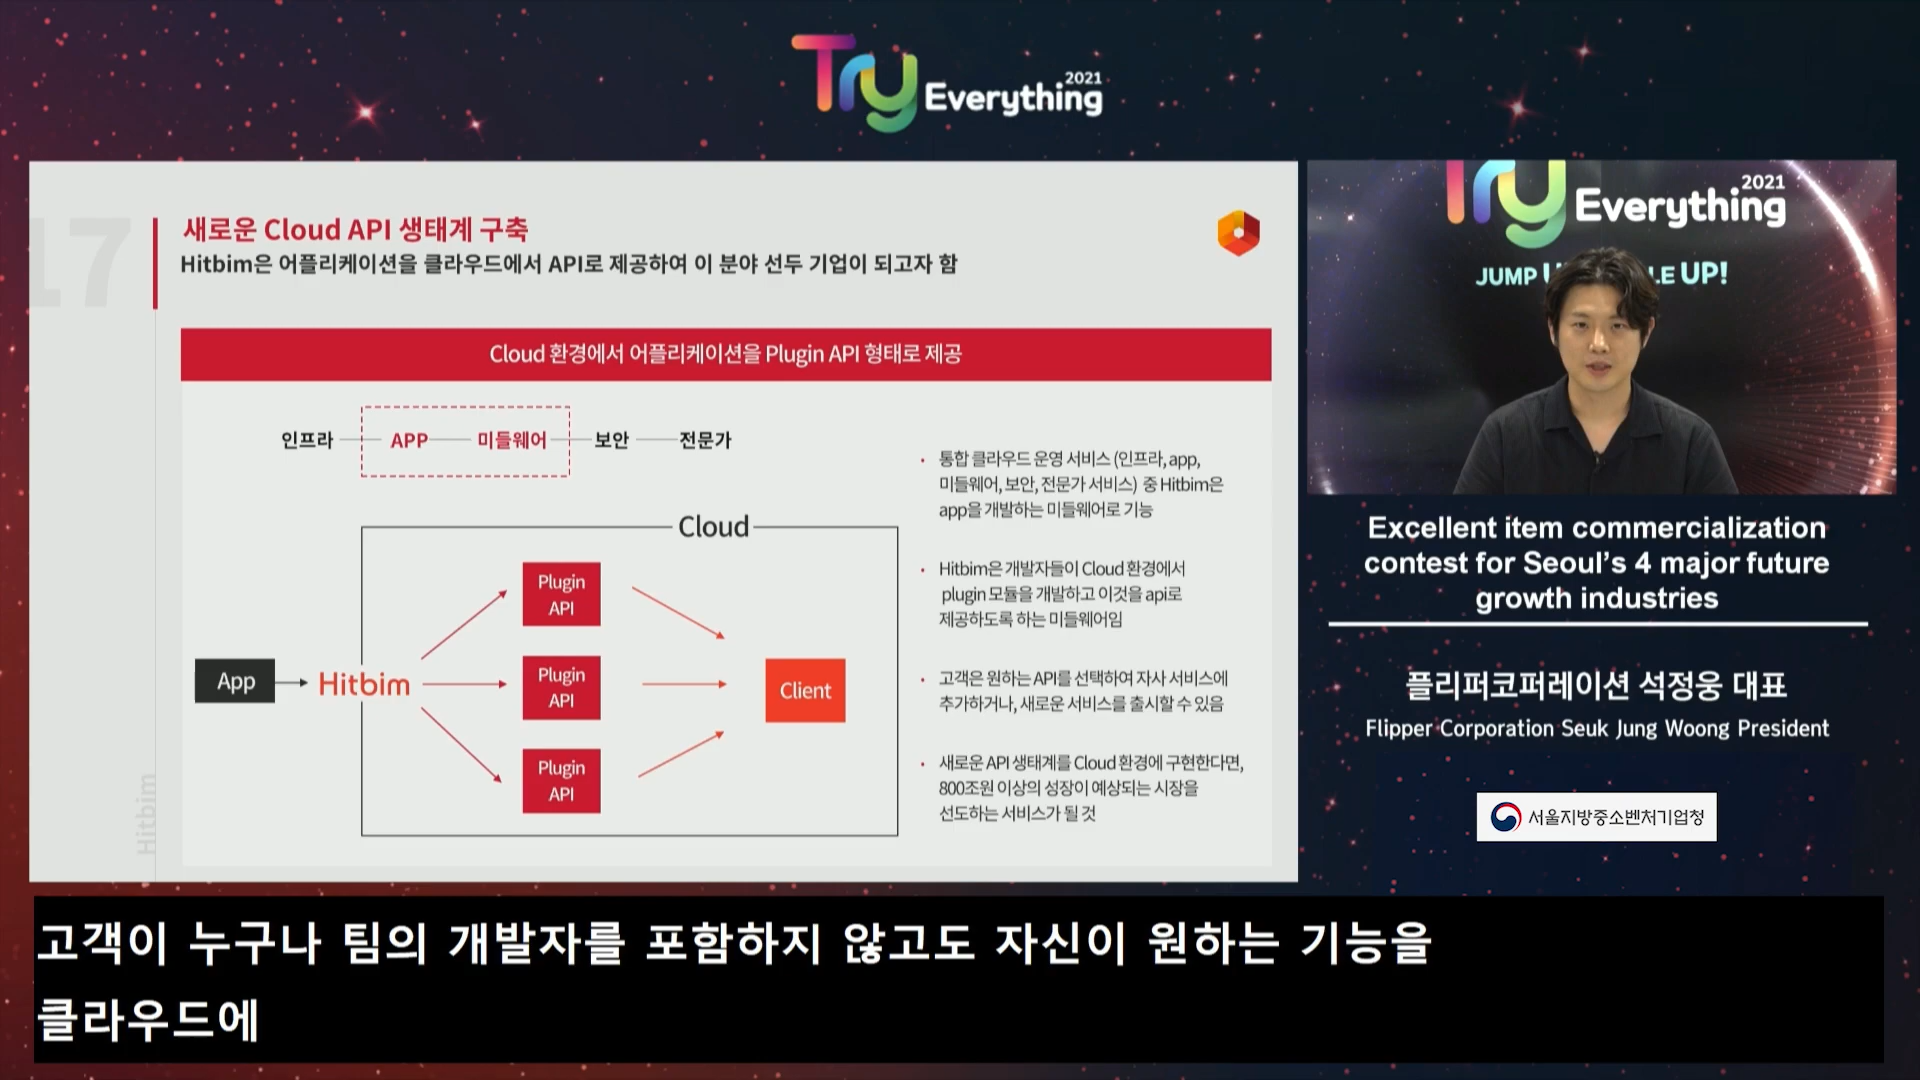 Try Everything 2021
17
새로운 Cloud API 생태계 구축
Hitbim은 어플리케이션을 클라우드에서 API로 제공하여 이 분야 선두 기업이 되고자 함
Cloud 환경에서 어플리케이션을 Plugin API 형태로 제공
인프라 APP 미들웨어 보안 전문가
Cloud
Plugin
API
Plugin
API
Plugin
API
App
Hitbim
Client
• 통합 클라우드 운영 서비스 (인프라, app,
미들웨어, 보안, 전문가 서비스) 중 Hitbim은
app을 개발하는 미들웨어로 기능
• Hitbim은 개발자들이 Cloud 환경에서
plugin 모듈을 개발하고 이것을 api로
제공하도록 하는 미들웨어임
• 고객은 원하는 API를 선택하여 자사 서비스에
추가하거나, 새로운 서비스를 출시할 수 있음
• 새로운 API 생태계를 Cloud 환경에 구현한다면,
800조원 이상의 성장이 예상되는 시장을
선도하는 서비스가 될 것
Hitbim
Try Everything 2021
JUMP U LE UP!
Excellent item commercialization
contest for Seoul's 4 major future
growth industries
플리퍼코퍼레이션 석정웅 대표
Flipper Corporation Seuk Jung Woong President
서울지방중소벤처기업청
고객이 누구나 팀의 개발자를 포함하지 않고도 자신이 원하는 기능을
클라우드에